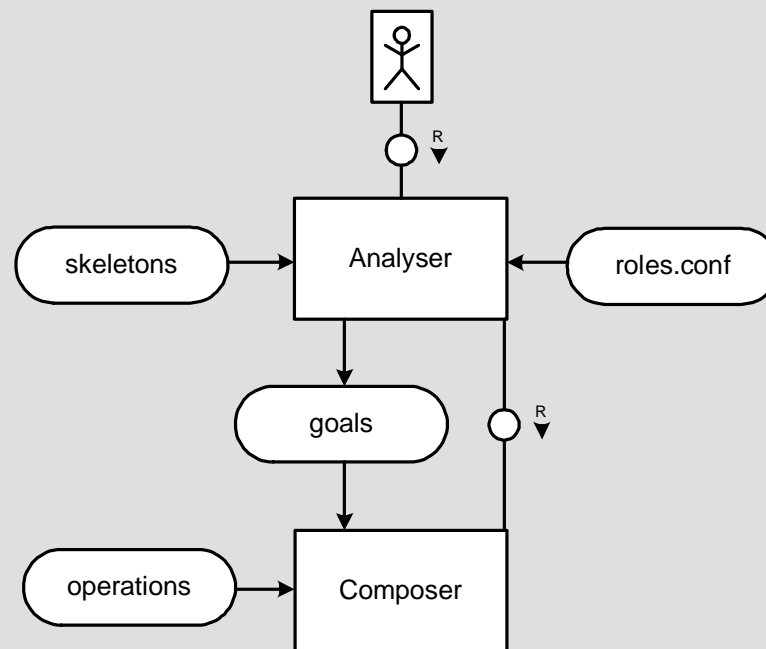 R
skeletons
Analyser
roles.conf
goals
R
operations
Composer